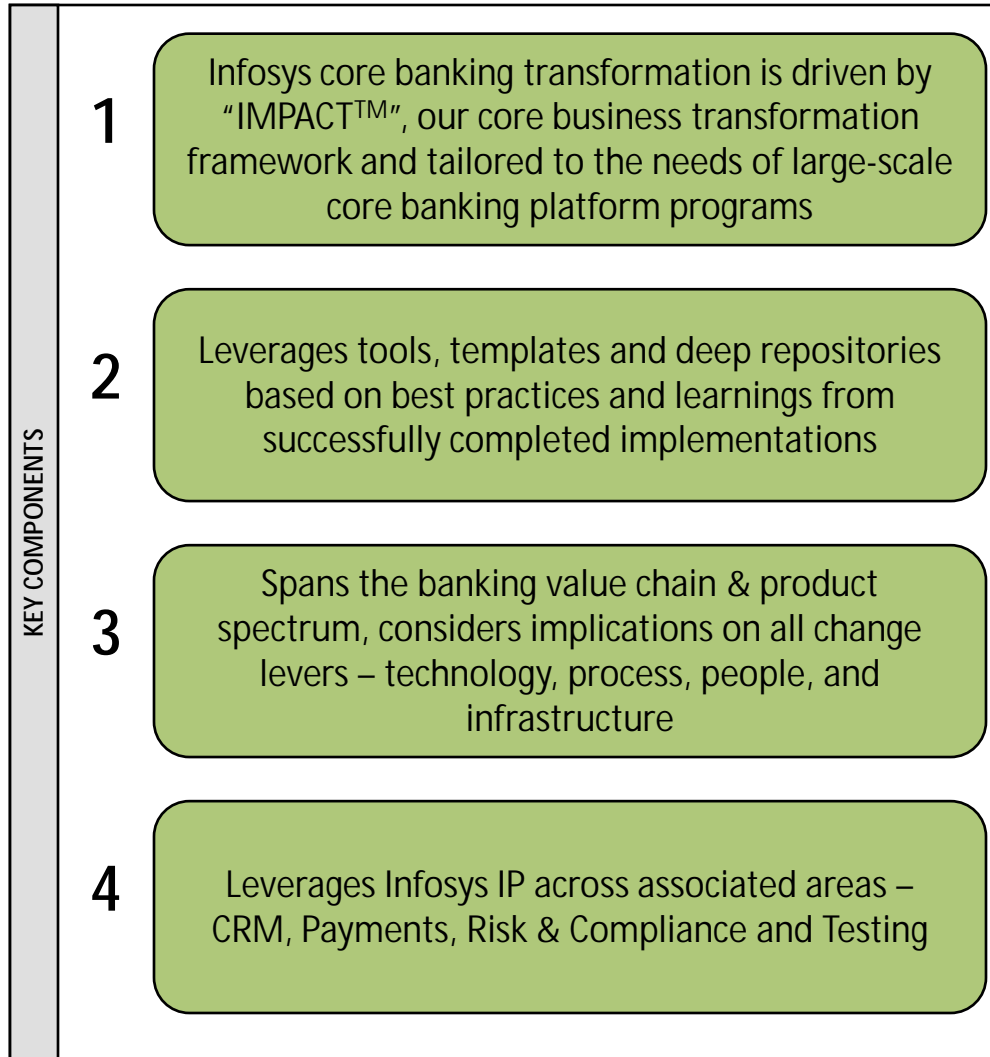 KEY COMPONENTS
1
Infosys core banking transformation is driven by
“IMPACT™”, our core business transformation
framework and tailored to the needs of large-scale
core banking platform programs
2
Leverages tools, templates and deep repositories
based on best practices and learnings from
successfully completed implementations
3
Spans the banking value chain & product
spectrum, considers implications on all change
levers – technology, process, people, and
infrastructure
4
Leverages Infosys IP across associated areas –
CRM, Payments, Risk & Compliance and Testing